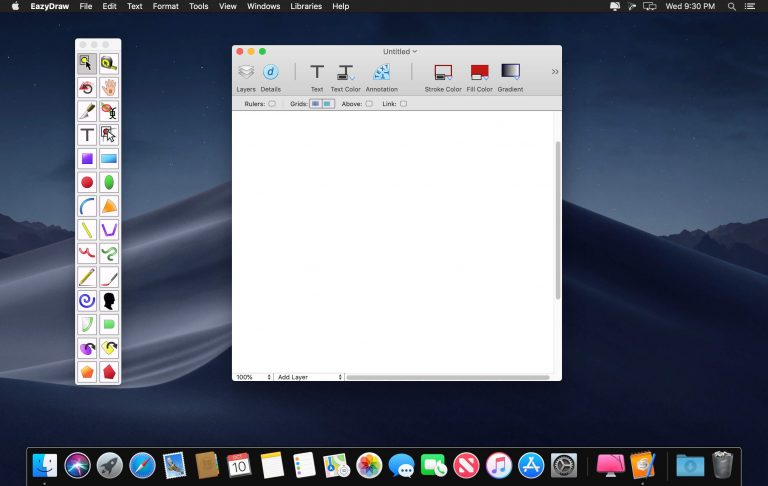 EazyDraw File Edit Text Format Tools View Windows Libraries Help Wed 9:30 PM
Untitled
d
T T
Layers Details Text Text Color Annotation Stroke Color Fill Color Gradient
Rulers: Grids: Above: Link:
T
100% Add Layer
10